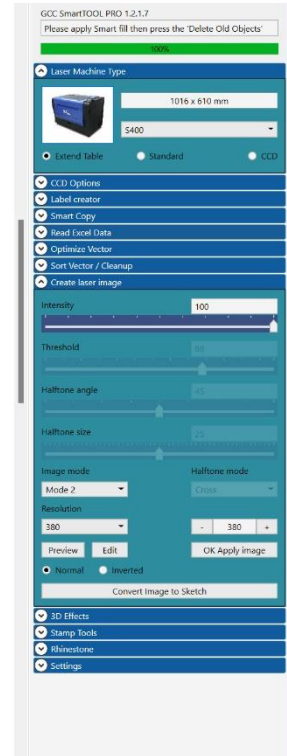 GCC SmartTOOL PRO 1.2.1.7
Please apply Smart fill then press the 'Delete Old Objects'
100%
Laser Machine Type
1016 x 610 mm
S400
Extend Table Standard CCD
CCD Options
Label creator
Smart Copy
Read Excel Data
Optimize Vector
Sort Vector / Cleanup
Create laser image
Intensity 100
Threshold
Halftone angle 45
Halftone size 25
Image mode Halftone mode
Mode 2 Cross
Resolution
380 - 380 +
Preview Edit OK Apply image
Normal Inverted
Convert Image to Sketch
3D Effects
Stamp Tools
Rhinestone
Settings